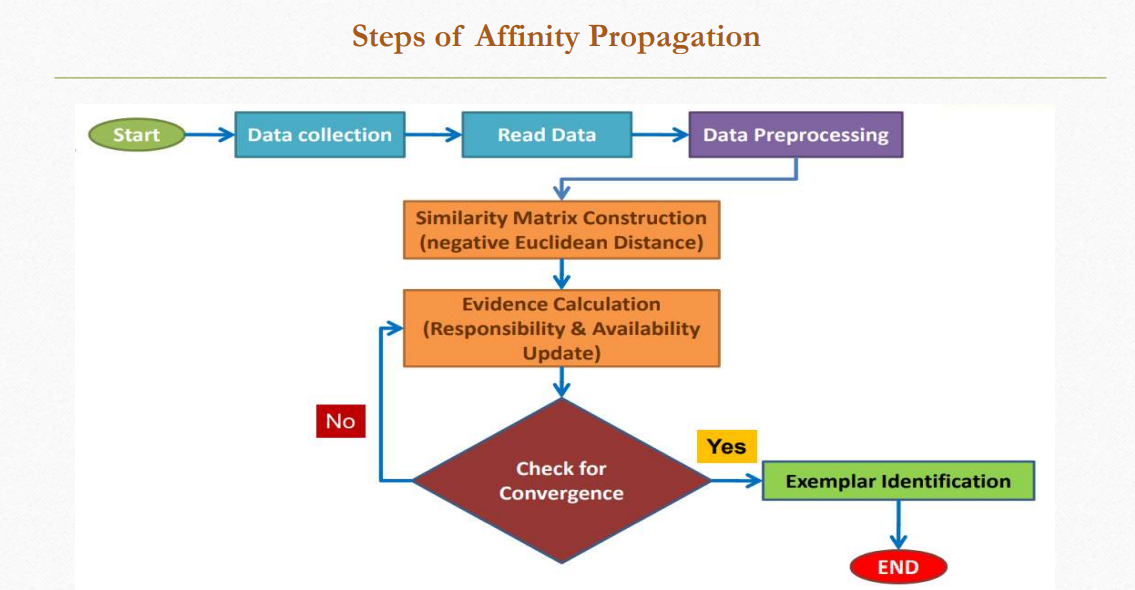 Steps of Affinity Propagation
Start
Data collection
Read Data
Data Preprocessing
Similarity Matrix Construction
(negative Euclidean Distance)
Evidence Calculation
(Responsibility & Availability
Update)
No
Check for
Convergence
Yes
Exemplar Identification
END